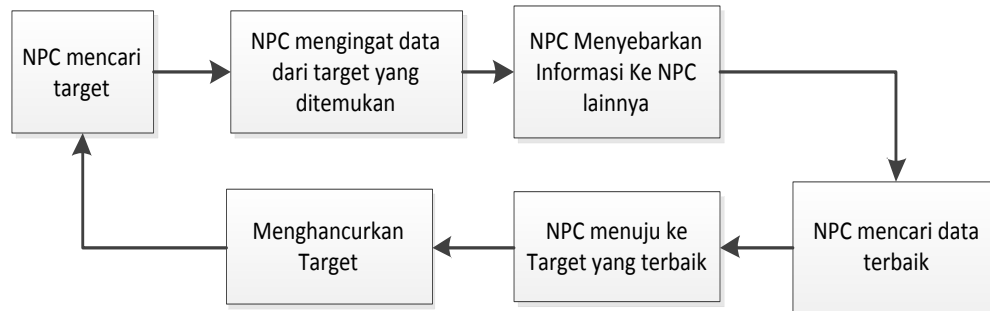 NPC mencari
target
NPC mengingat data
dari target yang
ditemukan
NPC Menyebarkan
Informasi Ke NPC
lainnya
NPC mencari data
terbaik
NPC menuju ke
Target yang terbaik
Menghancurkan
Target